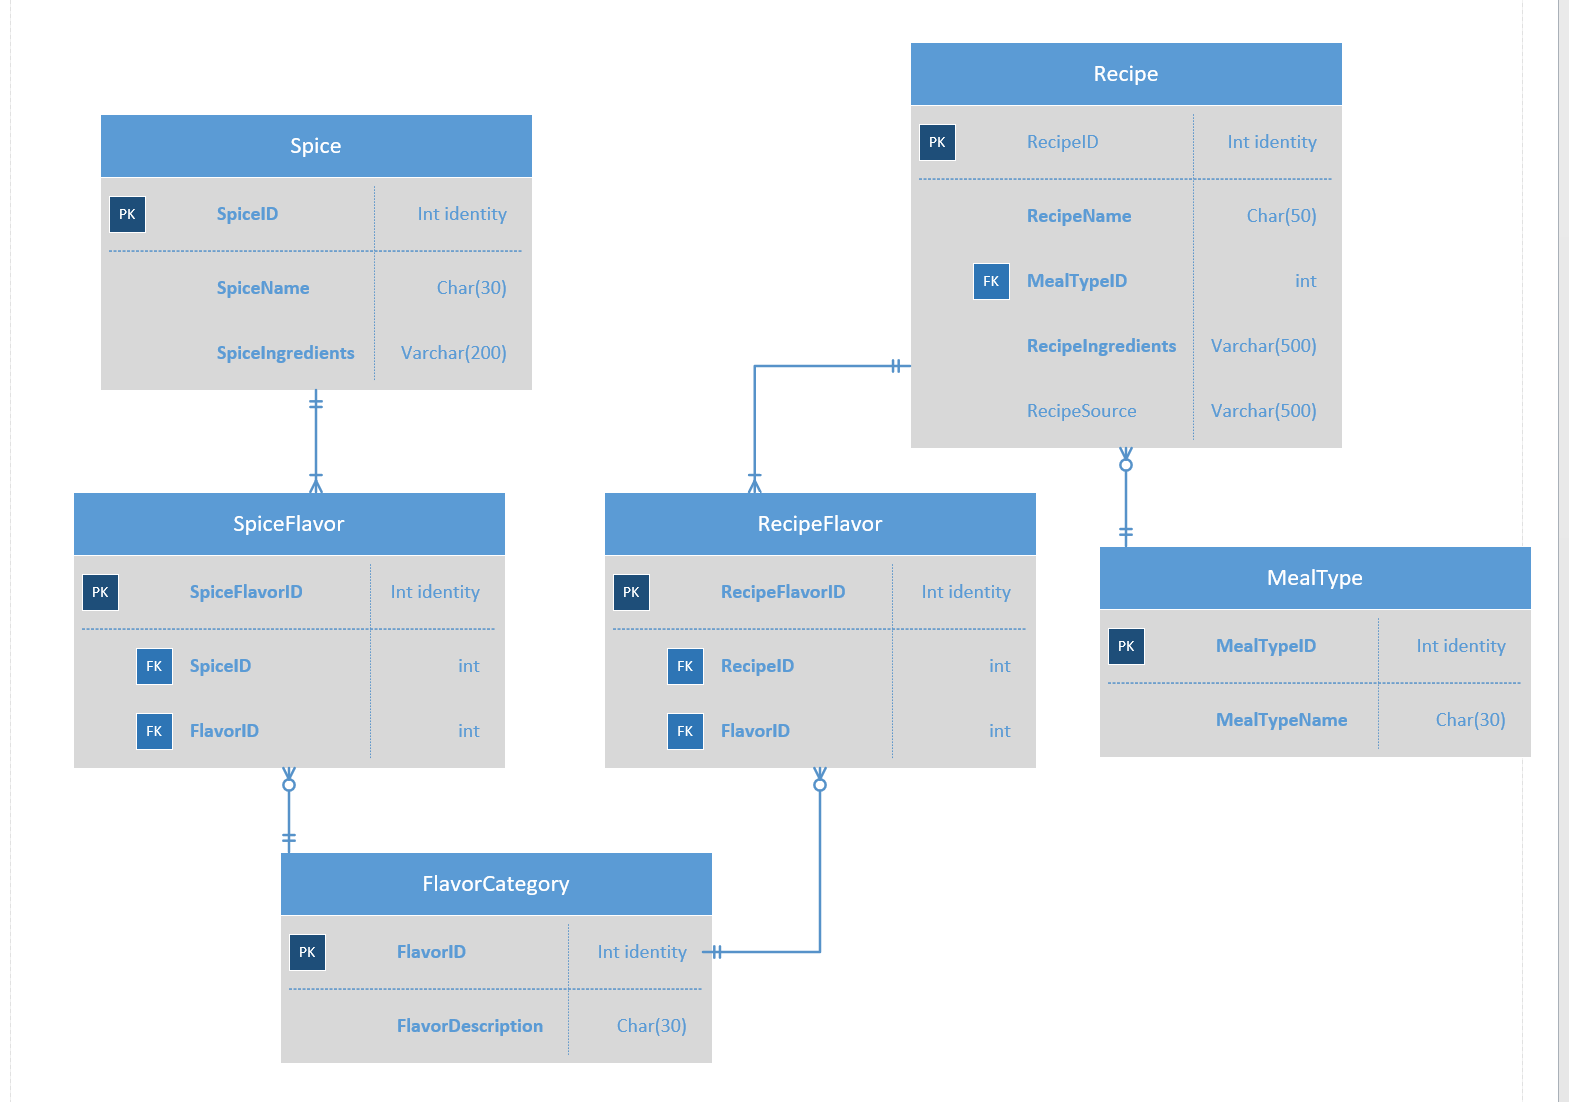 Recipe
PK RecipeID Int identity
RecipeName Char(50)
FK MealTypeID int
RecipeIngredients Varchar(500)
RecipeSource Varchar(500)
Spice
PK SpiceID Int identity
SpiceName Char(30)
SpiceIngredients Varchar(200)
SpiceFlavor
PK SpiceFlavorID Int identity
FK SpiceID int
FK FlavorID int
RecipeFlavor
PK RecipeFlavorID Int identity
FK RecipeID int
FK FlavorID int
MealType
PK MealTypeID Int identity
MealTypeName Char(30)
FlavorCategory
PK FlavorID Int identity
FlavorDescription Char(30)